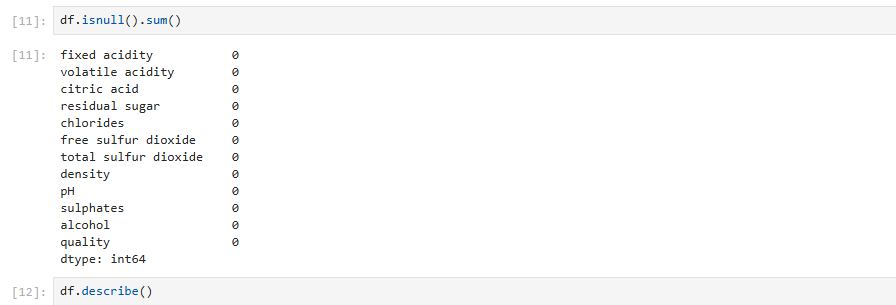 [11]: df.isnull().sum()
[11]: fixed acidity 0
volatile acidity 0
citric acid 0
residual sugar 0
chlorides 0
free sulfur dioxide 0
total sulfur dioxide 0
density 0
pH 0
sulphates 0
alcohol 0
quality 0
dtype: int64
[12]: df.describe()